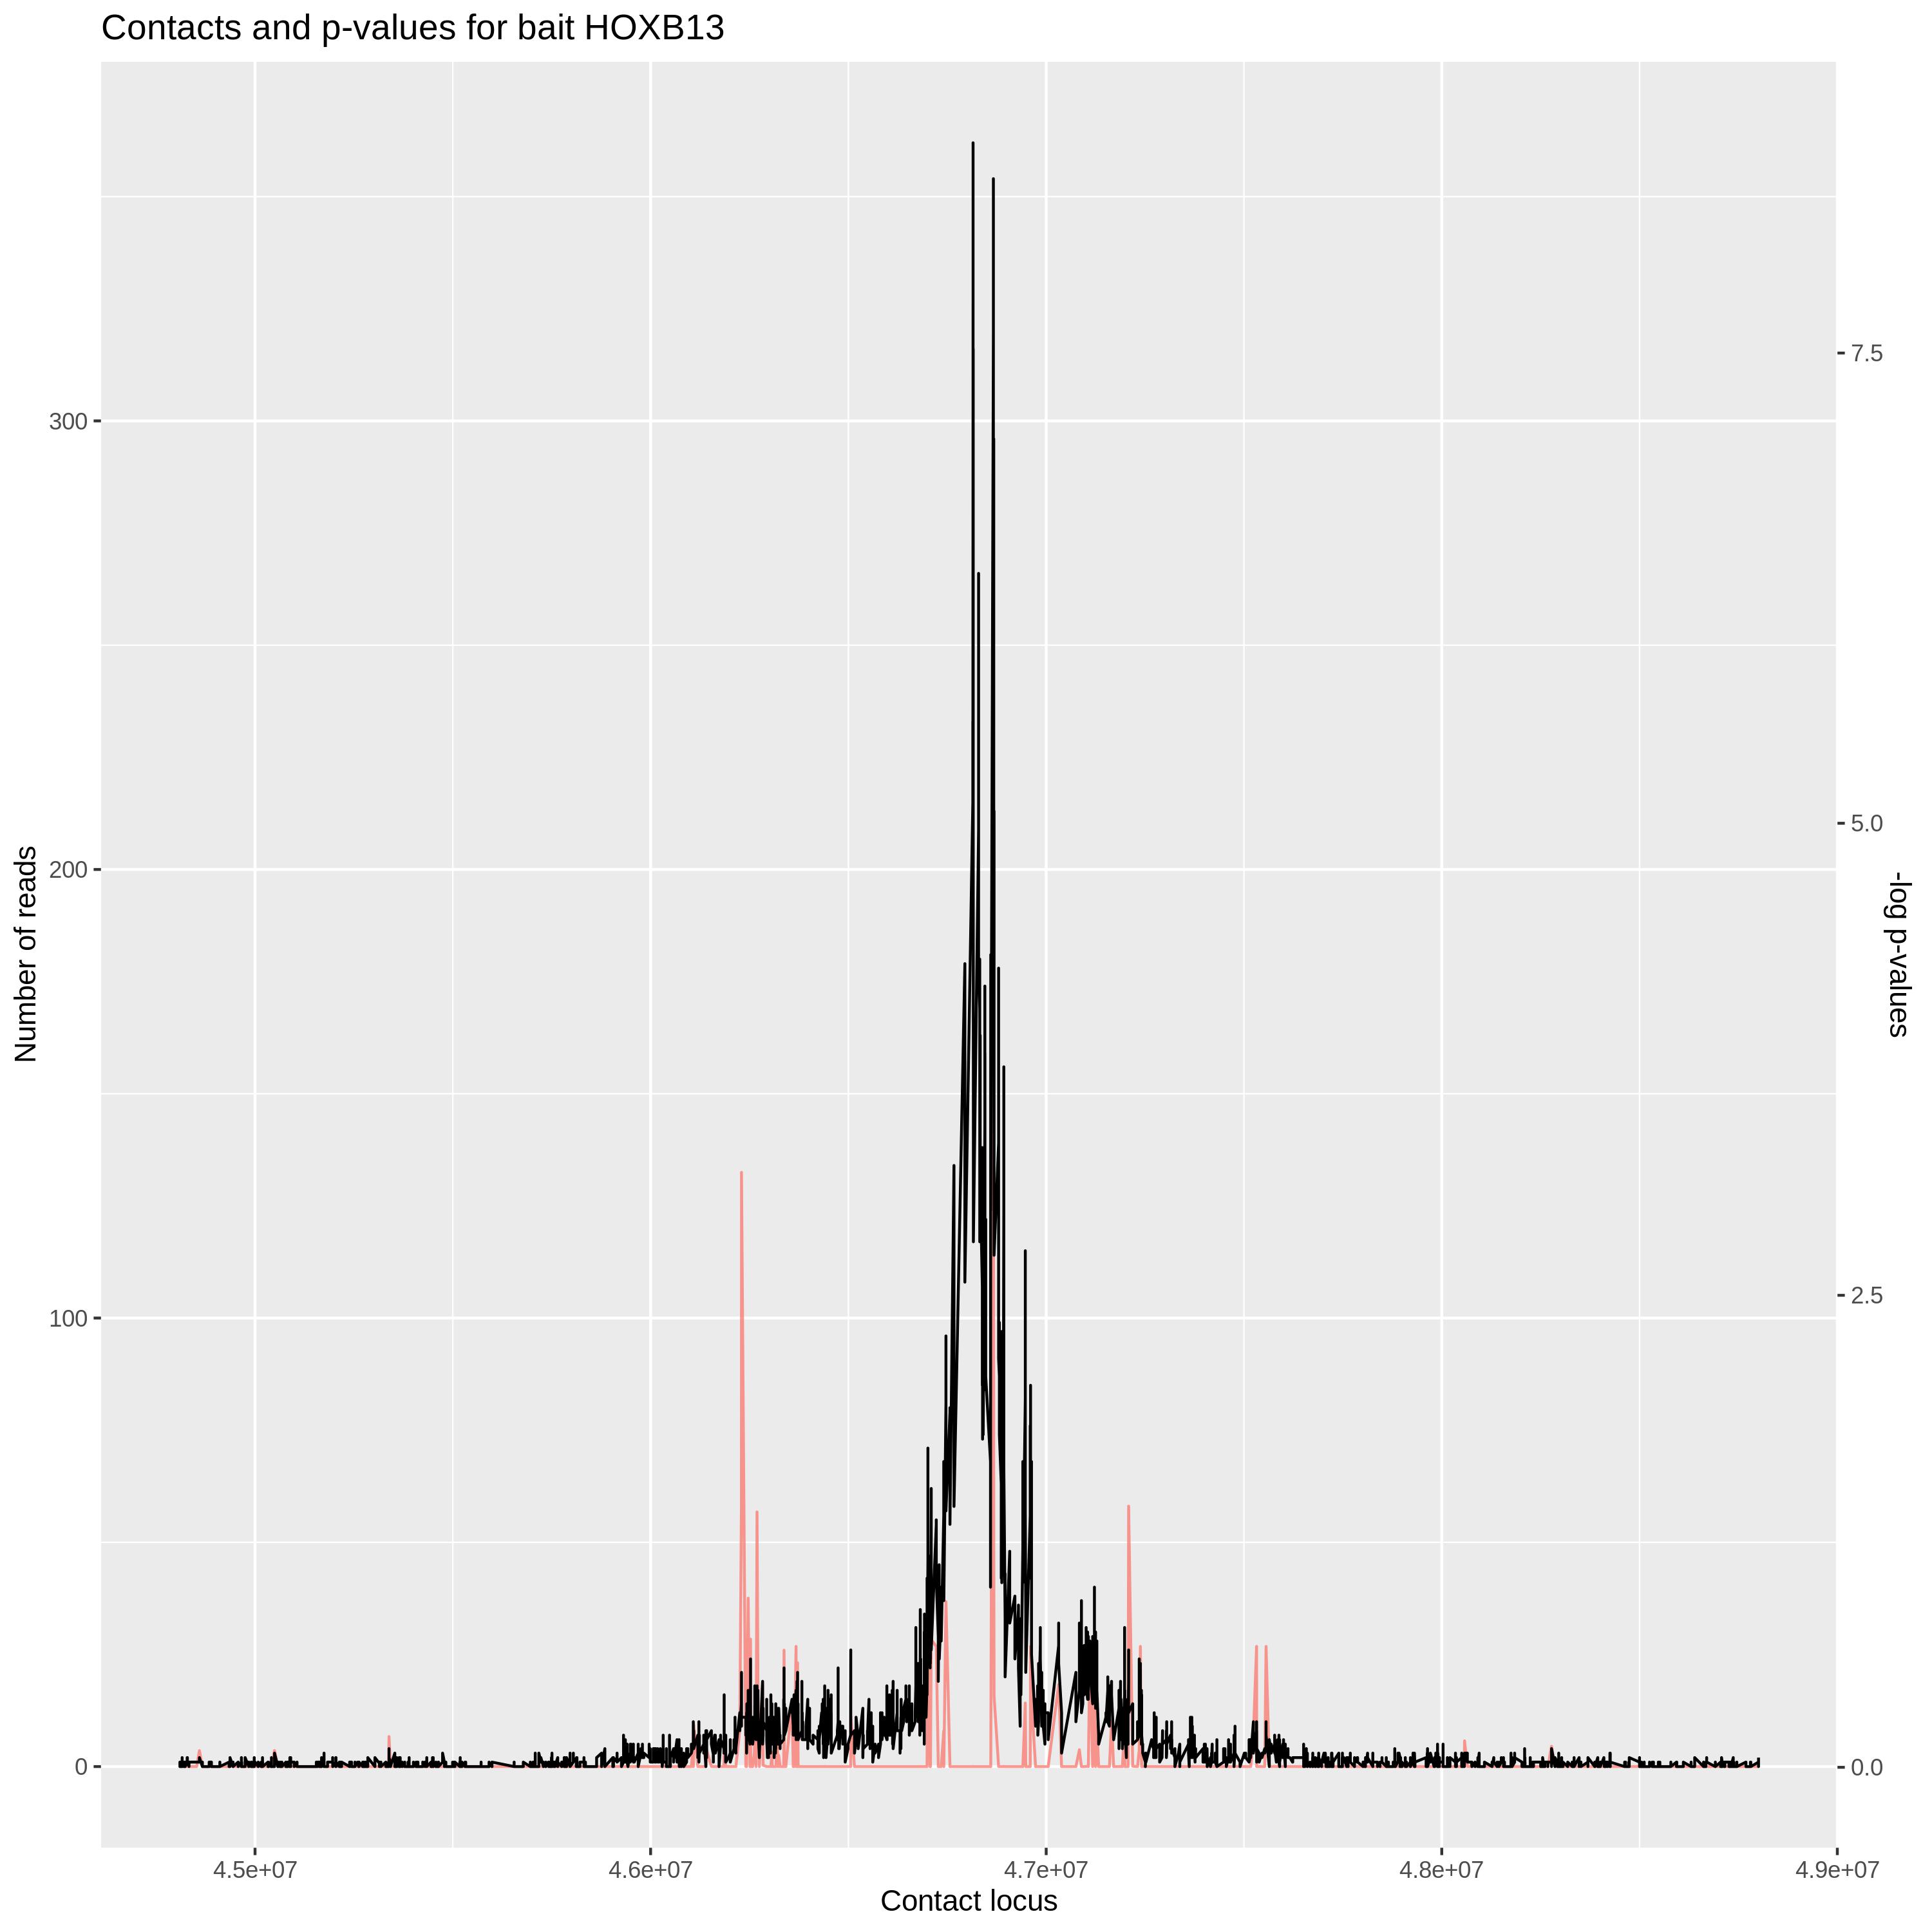 Contacts and p-values for bait HOXB13
Number of reads
300
200
100
0
7.5
5.0
2.5
0.0
-log p-values
4.5e+07
4.6e+07
4.7e+07
4.8e+07
4.9e+07
Contact locus